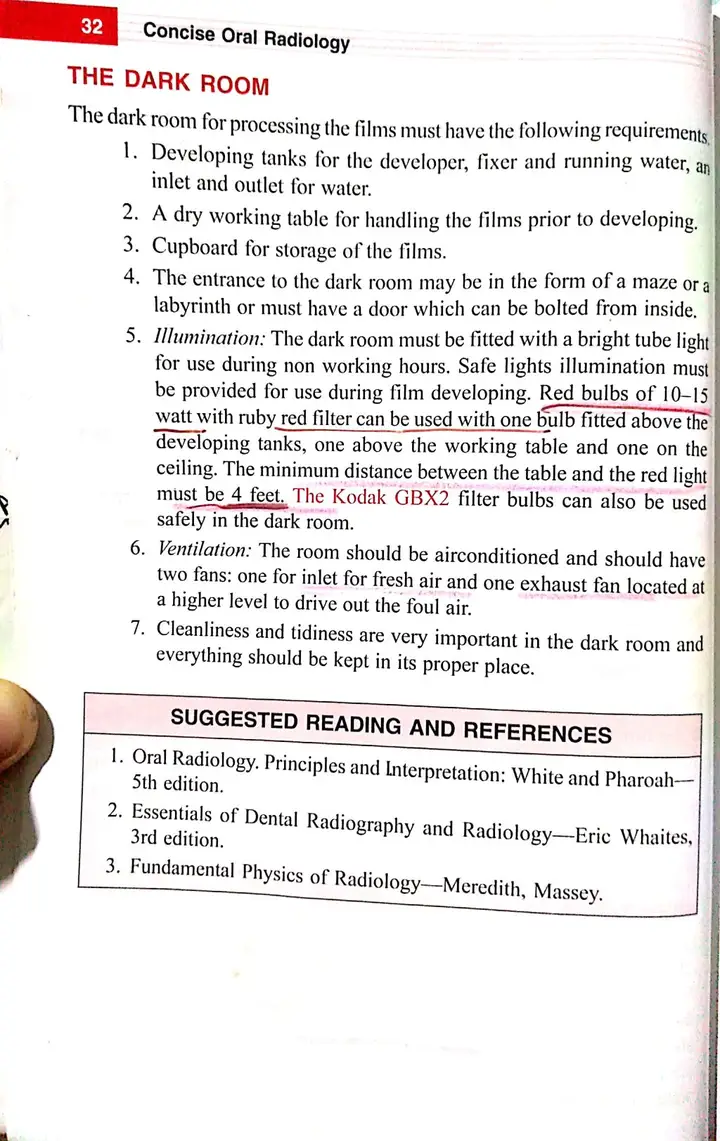 32
Concise Oral Radiology
THE DARK ROOM
The dark room for processing the films must have the following requirements.
1. Developing tanks for the developer, fixer and running water, an
inlet and outlet for water.
2. A dry working table for handling the films prior to developing.
3. Cupboard for storage of the films.
4. The entrance to the dark room may be in the form of a maze or a
labyrinth or must have a door which can be bolted from inside.
5. Illumination: The dark room must be fitted with a bright tube light
for use during non working hours. Safe lights illumination must
be provided for use during film developing. Red bulbs of 10–15
watt with ruby red filter can be used with one bulb fitted above the
developing tanks, one above the working table and one on the
ceiling. The minimum distance between the table and the red light
must be 4 feet. The Kodak GBX2 filter bulbs can also be used
safely in the dark room.
6. Ventilation: The room should be airconditioned and should have
two fans: one for inlet for fresh air and one exhaust fan located at
a higher level to drive out the foul air.
7. Cleanliness and tidiness are very important in the dark room and
everything should be kept in its proper place.
SUGGESTED READING AND REFERENCES
1. Oral Radiology. Principles and Interpretation: White and Pharoah—
5th edition.
2. Essentials of Dental Radiography and Radiology—Eric Whaites,
3rd edition.
3. Fundamental Physics of Radiology—Meredith, Massey.